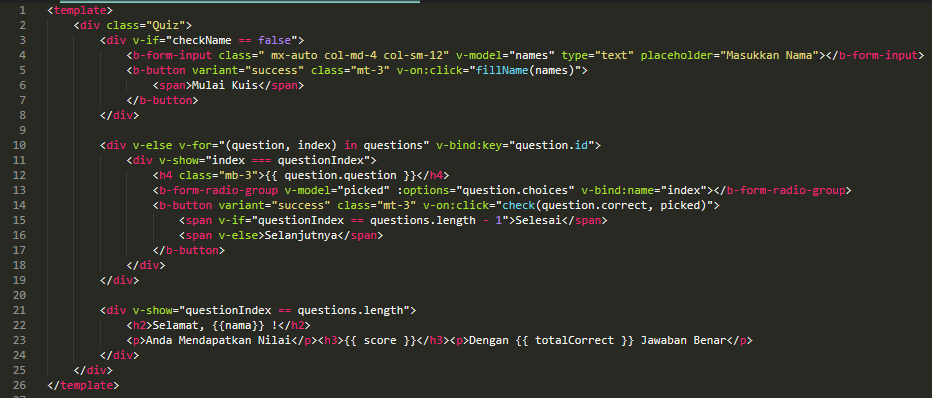 1 <template>
2     <div class="Quiz">
3         <div v-if="checkName == false">
4             <b-form-input class=" mx-auto col-md-4 col-sm-12" v-model="names" type="text" placeholder="Masukkan Nama"></b-form-input>
5             <b-button variant="success" class="mt-3" v-on:click="fillName(names)">
6                 <span>Mulai Kuis</span>
7             </b-button>
8         </div>
9
10         <div v-else v-for="(question, index) in questions" v-bind:key="question.id">
11             <div v-show="index === questionIndex">
12                 <h4 class="mb-3">{{ question.question }}</h4>
13                 <b-form-radio-group v-model="picked" :options="question.choices" v-bind:name="index"></b-form-radio-group>
14                 <b-button variant="success" class="mt-3" v-on:click="check(question.correct, picked)">
15                     <span v-if="questionIndex == questions.length - 1">Selesai</span>
16                     <span v-else>Selanjutnya</span>
17                 </b-button>
18             </div>
19         </div>
20
21         <div v-show="questionIndex == questions.length">
22             <h2>Selamat, {{nama}} !</h2>
23             <p>Anda Mendapatkan Nilai</p><h3>{{ score }}</h3><p>Dengan {{ totalCorrect }} Jawaban Benar</p>
24         </div>
25     </div>
26 </template>